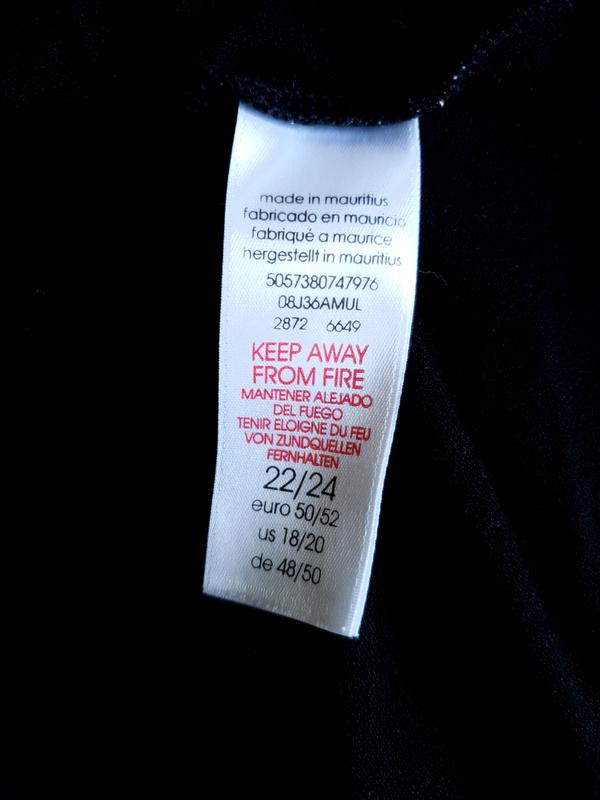 made in mauritius
fabricado en mauricio
fabriqué a maurice
hergestellt in mauritius
5057380747976
08J36AMUL
2872 6649
KEEP AWAY
FROM FIRE
MANTENER ALEJADO
DEL FUEGO
TENIR ELOIGNE DU FEU
VON ZUNDQUELLEN
FERNHALTEN
22/24
euro 50/52
us 18/20
de 48/50